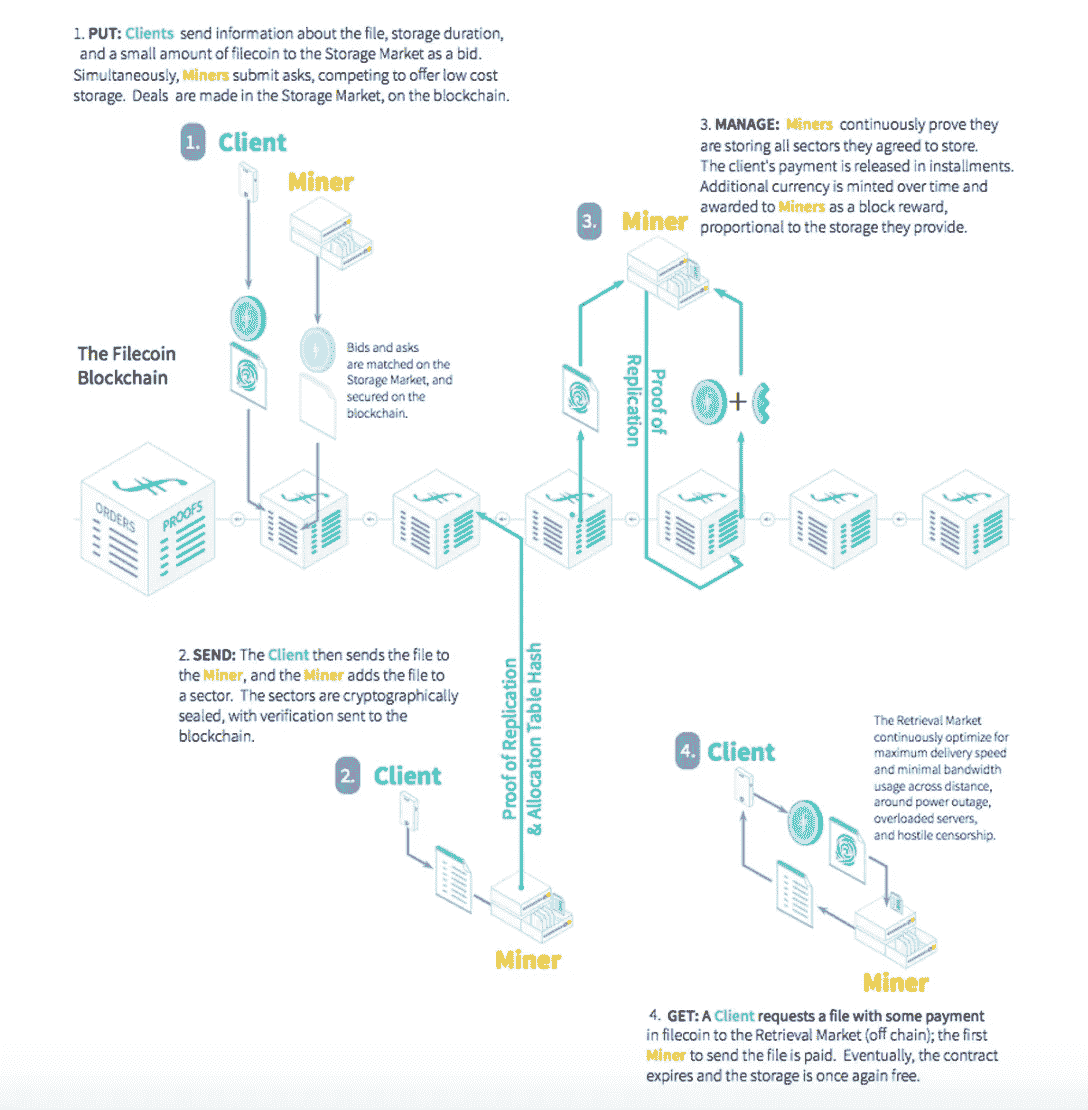 1. PUT: Clients send information about the file, storage duration,
and a small amount of filecoin to the Storage Market as a bid.
Simultaneously, Miners submit asks, competing to offer low cost
storage. Deals are made in the Storage Market, on the blockchain.
1. Client
Miner
The Filecoin
Blockchain
Bids and asks
are matched on the
Storage Market, and
secured on the
blockchain.
3. MANAGE: Miners continuously prove they
are storing all sectors they agreed to store.
The client's payment is released in installments.
Additional currency is minted over time and
awarded to Miners as a block reward,
proportional to the storage they provide.
3. Miner
Proof of
Replication
+
ORDERS
PROOFS
2. SEND: The Client then sends the file to
the Miner, and the Miner adds the file to
a sector. The sectors are cryptographically
sealed, with verification sent to the
blockchain.
2. Client
Proof of Replication
& Allocation Table Hash
Miner
4. Client
The Retrieval Market
continuously optimize for
maximum delivery speed
and minimal bandwidth
usage across distance,
around power outage,
overloaded servers,
and hostile censorship.
Miner
4. GET: A Client requests a file with some payment
in filecoin to the Retrieval Market (off chain); the first
Miner to send the file is paid. Eventually, the contract
expires and the storage is once again free.